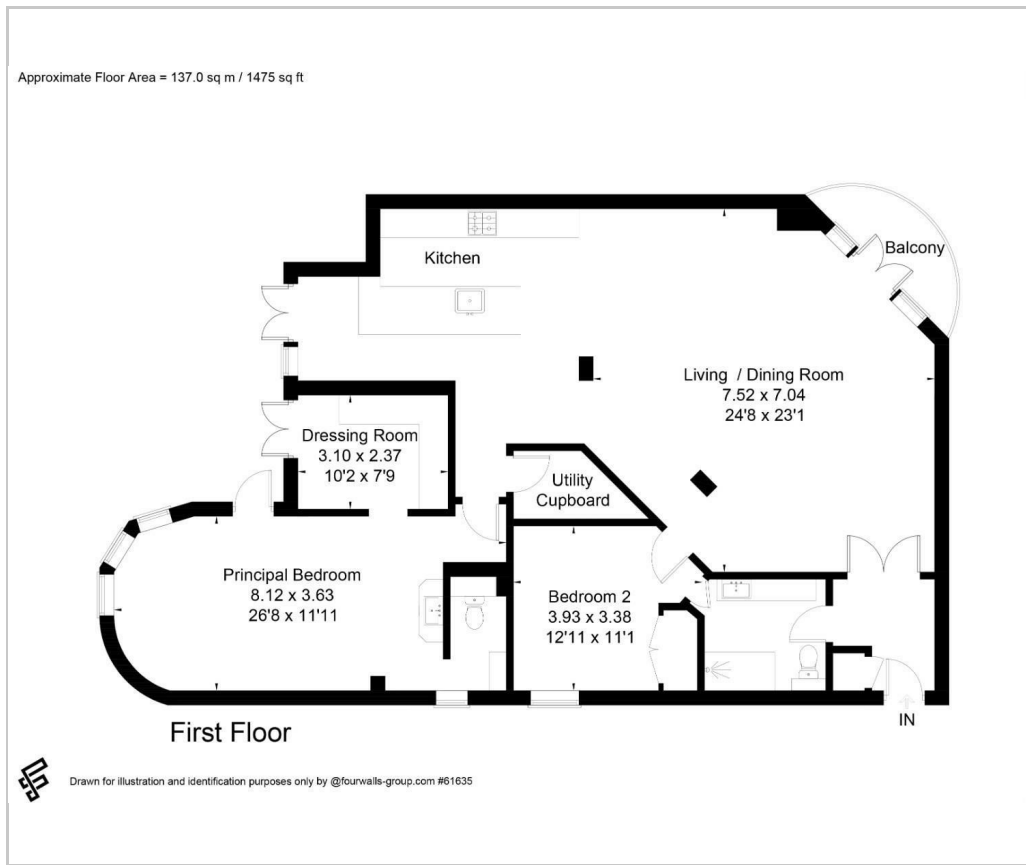 Approximate Floor Area = 137.0 sq m / 1475 sq ft
Balcony
Kitchen
Living / Dining Room
7.52 x 7.04
24'8 x 23'1
Dressing Room
3.10 x 2.37
10'2 x 7'9
Utility
Cupboard
Principal Bedroom
8.12 x 3.63
26'8 x 11'11
Bedroom 2
3.93 x 3.38
12'11 x 11'1
IN
First Floor
Drawn for illustration and identification purposes only by @fourwalls-group.com #61635